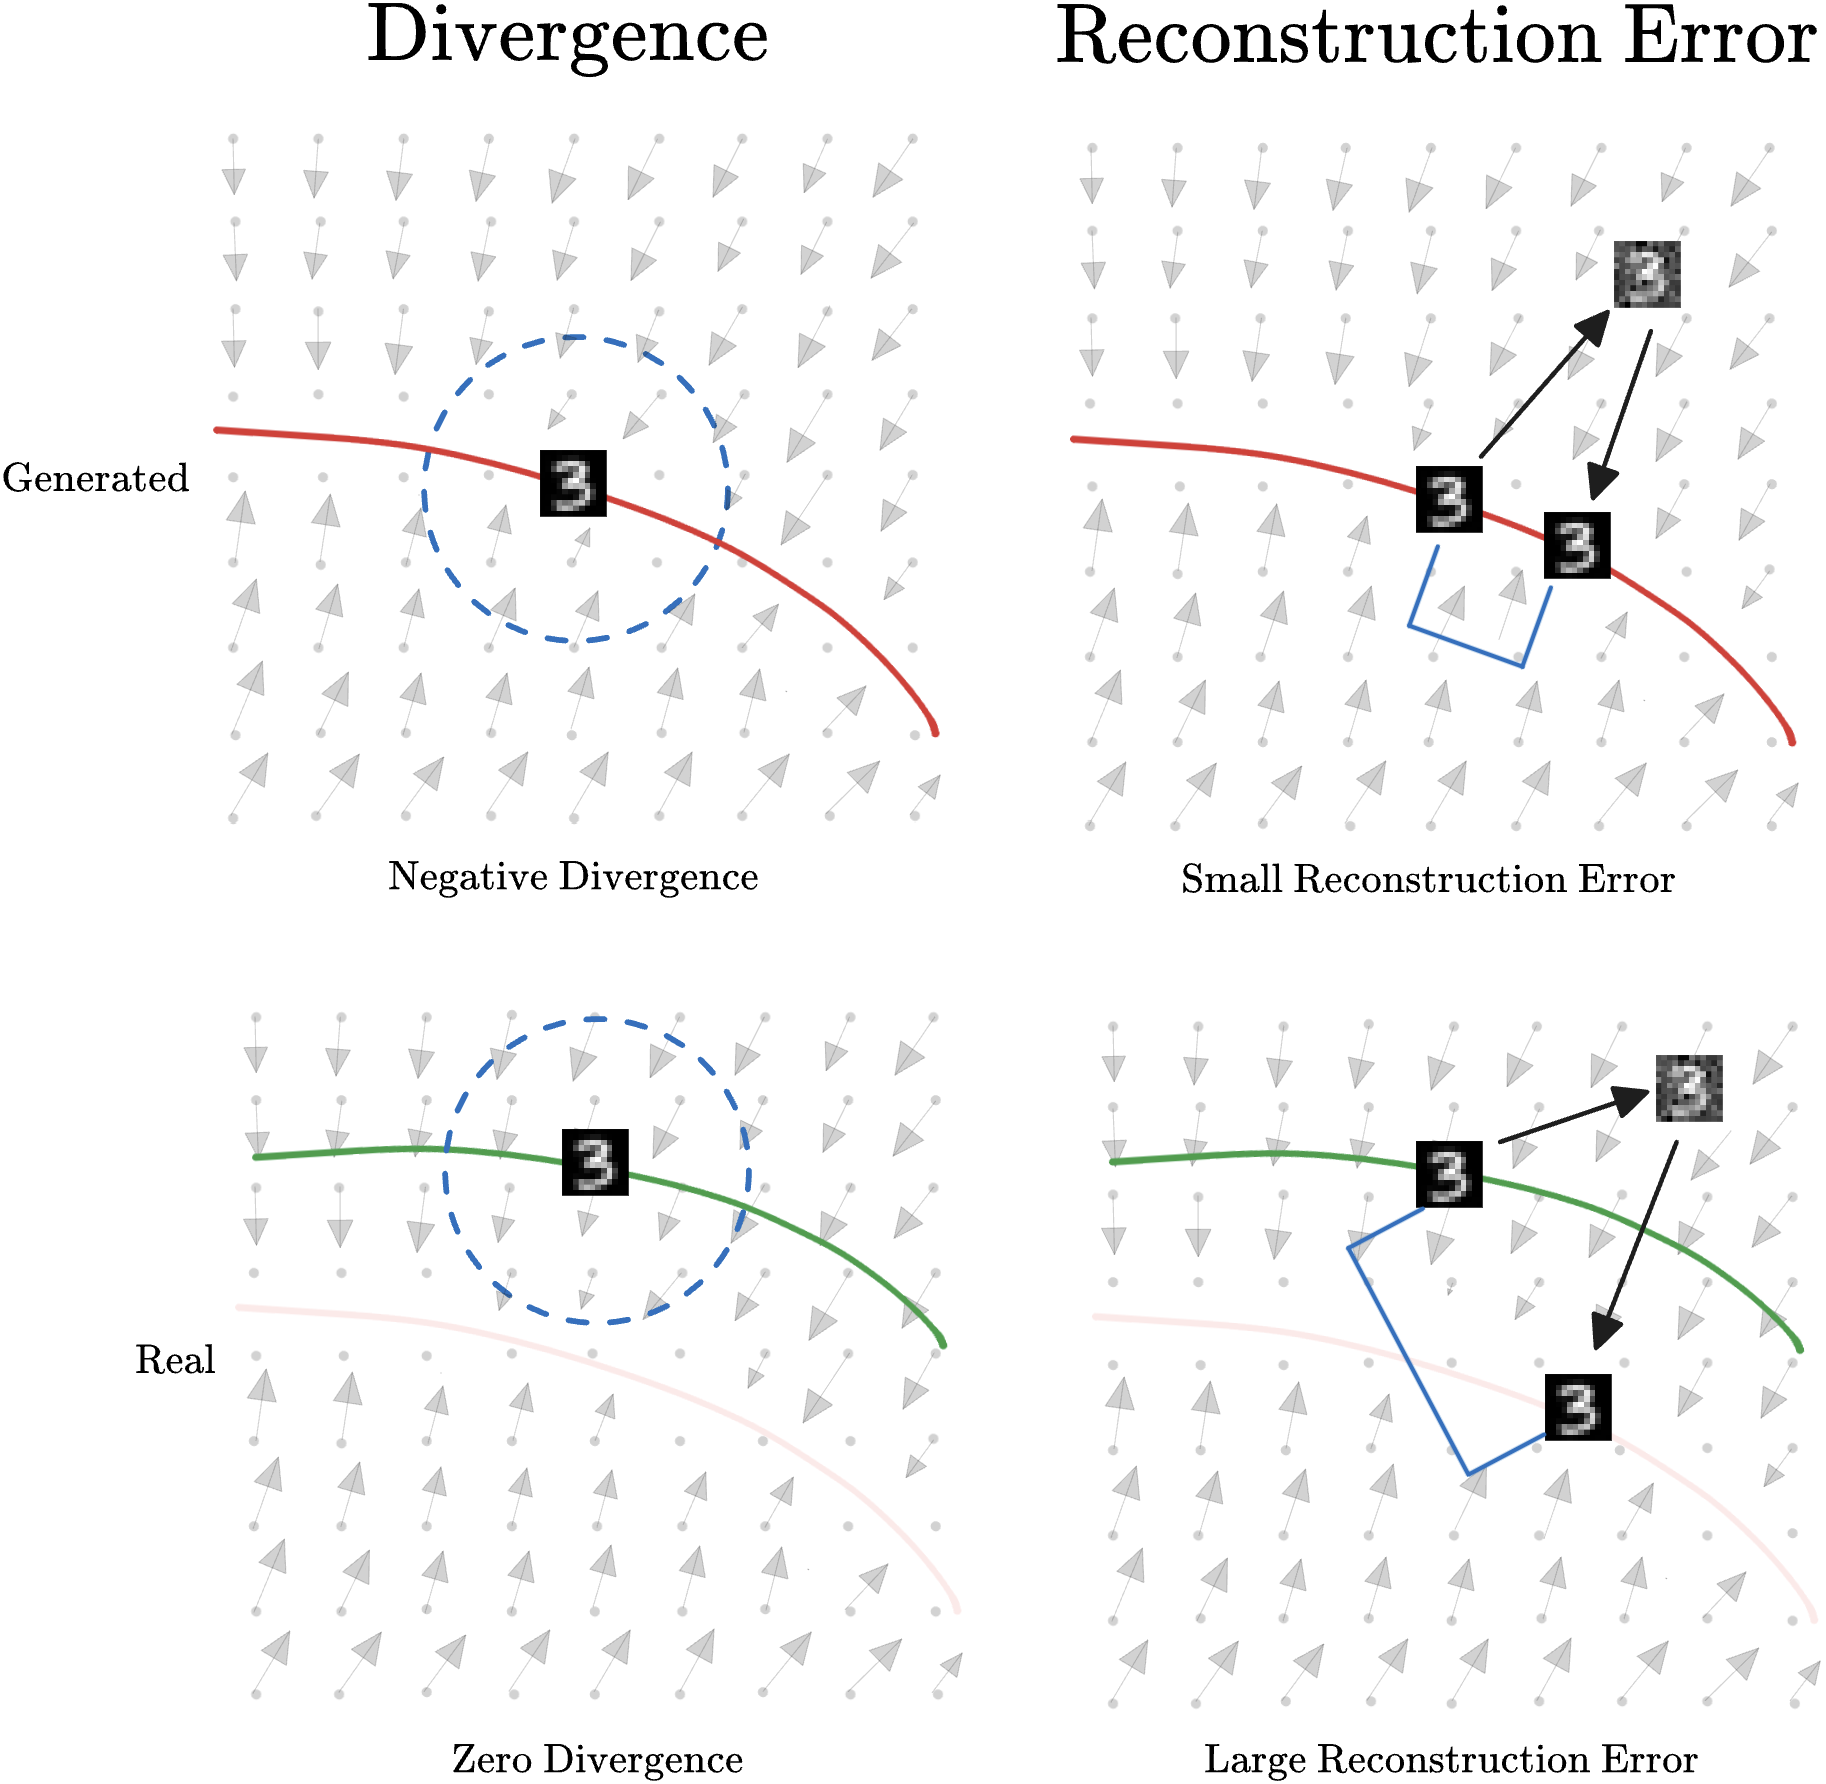 Divergence
Reconstruction Error
3
3
3
Generated
3
Negative Divergence
Small Reconstruction Error
3
3
3
3
Real
Zero Divergence
Large Reconstruction Error